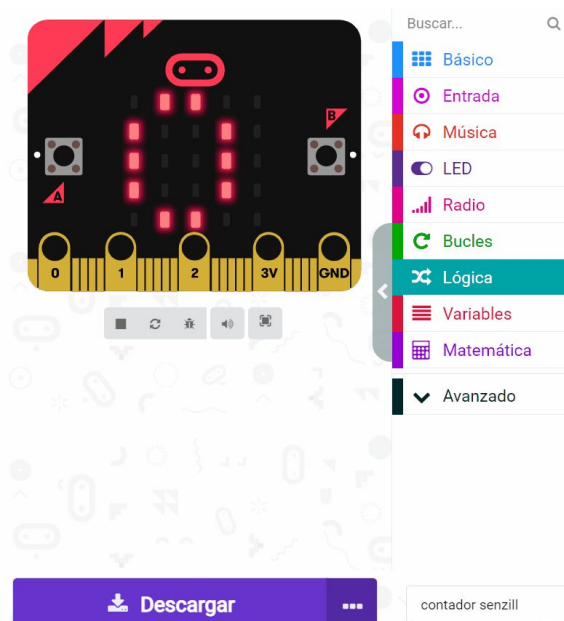 Buscar...
Básico
Entrada
Música
LED
Radio
Bucles
Lógica
Variables
Matemática
Avanzado
B
A
0 1 2 3V GND
Descargar
contador senzill